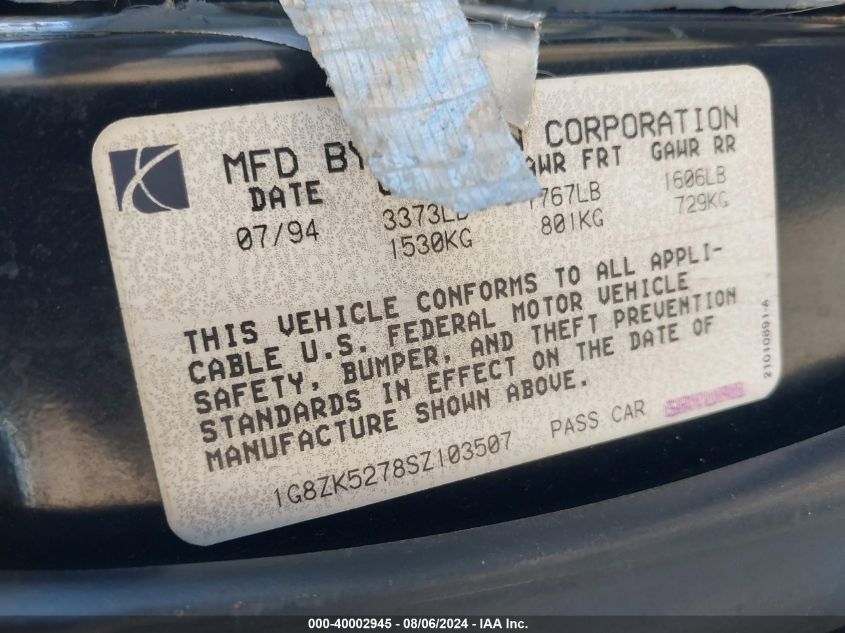 MFD BY CORPORATION
DATE FRT GAWR RR
07/94 3373LB 1767LB 1606LB
1530KG 801KG 729KG
THIS VEHICLE CONFORMS TO ALL APPLI-
CABLE U.S. FEDERAL MOTOR VEHICLE
SAFETY, BUMPER, AND THEFT PREVENTION
STANDARDS IN EFFECT ON THE DATE OF
MANUFACTURE SHOWN ABOVE.
1G8ZK5278SZ103507 PASS CAR
21010691-A
000-40002945 - 08/06/2024 - IAA Inc.